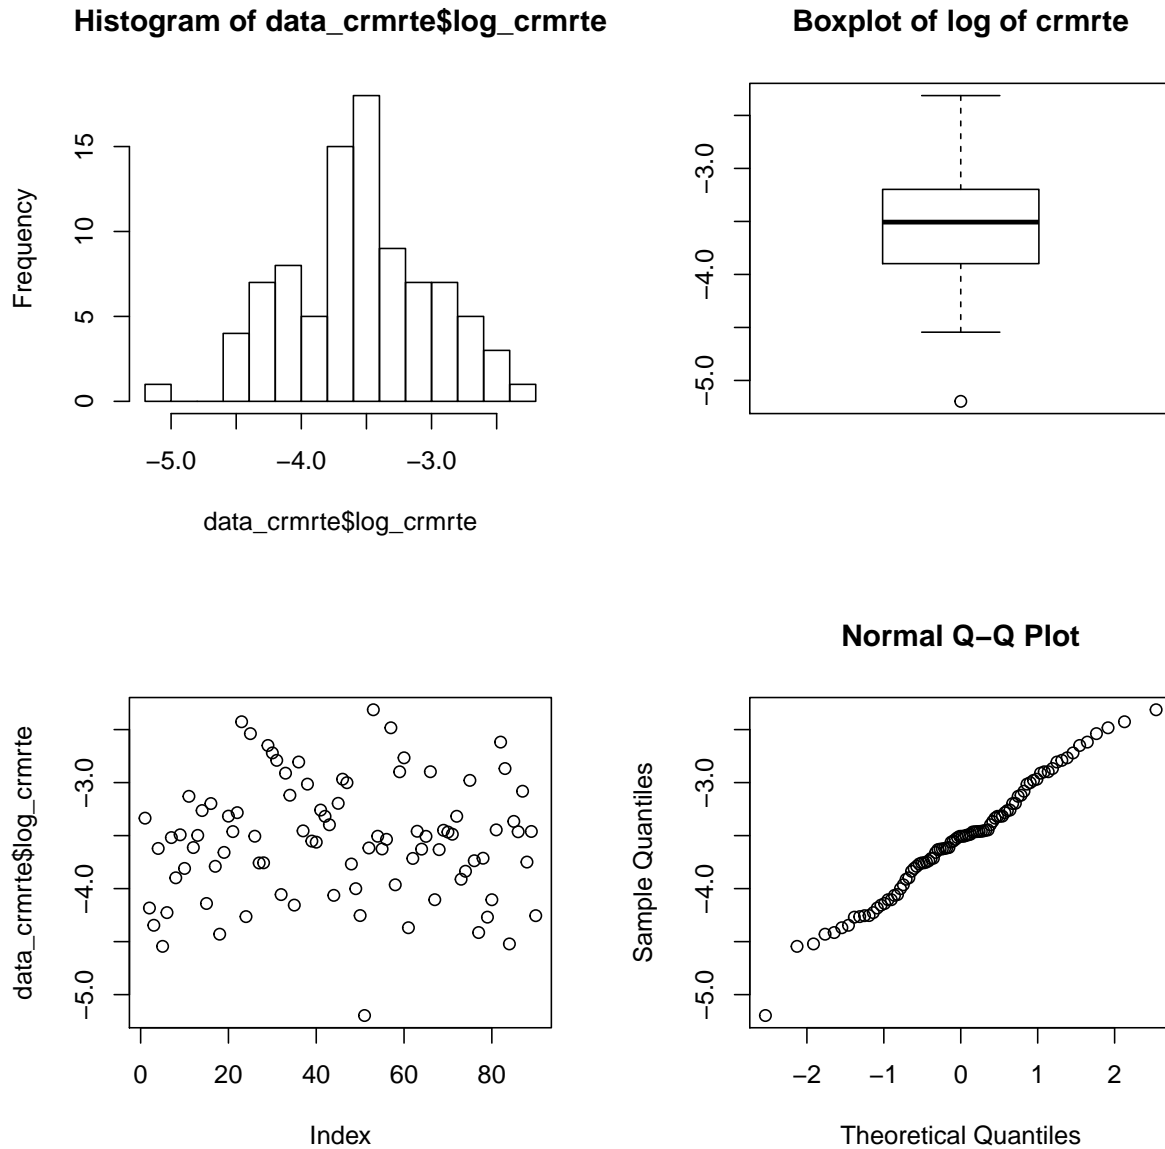 Histogram of data_crmrte$log_crmrte
Frequency
15
10
5
0
−5.0 −4.0 −3.0
data_crmrte$log_crmrte
Boxplot of log of crmrte
−3.0
−4.0
−5.0
data_crmrte$log_crmrte
−3.0
−4.0
−5.0
0 20 40 60 80
Index
Normal Q−Q Plot
Sample Quantiles
−3.0
−4.0
−5.0
−2 −1 0 1 2
Theoretical Quantiles